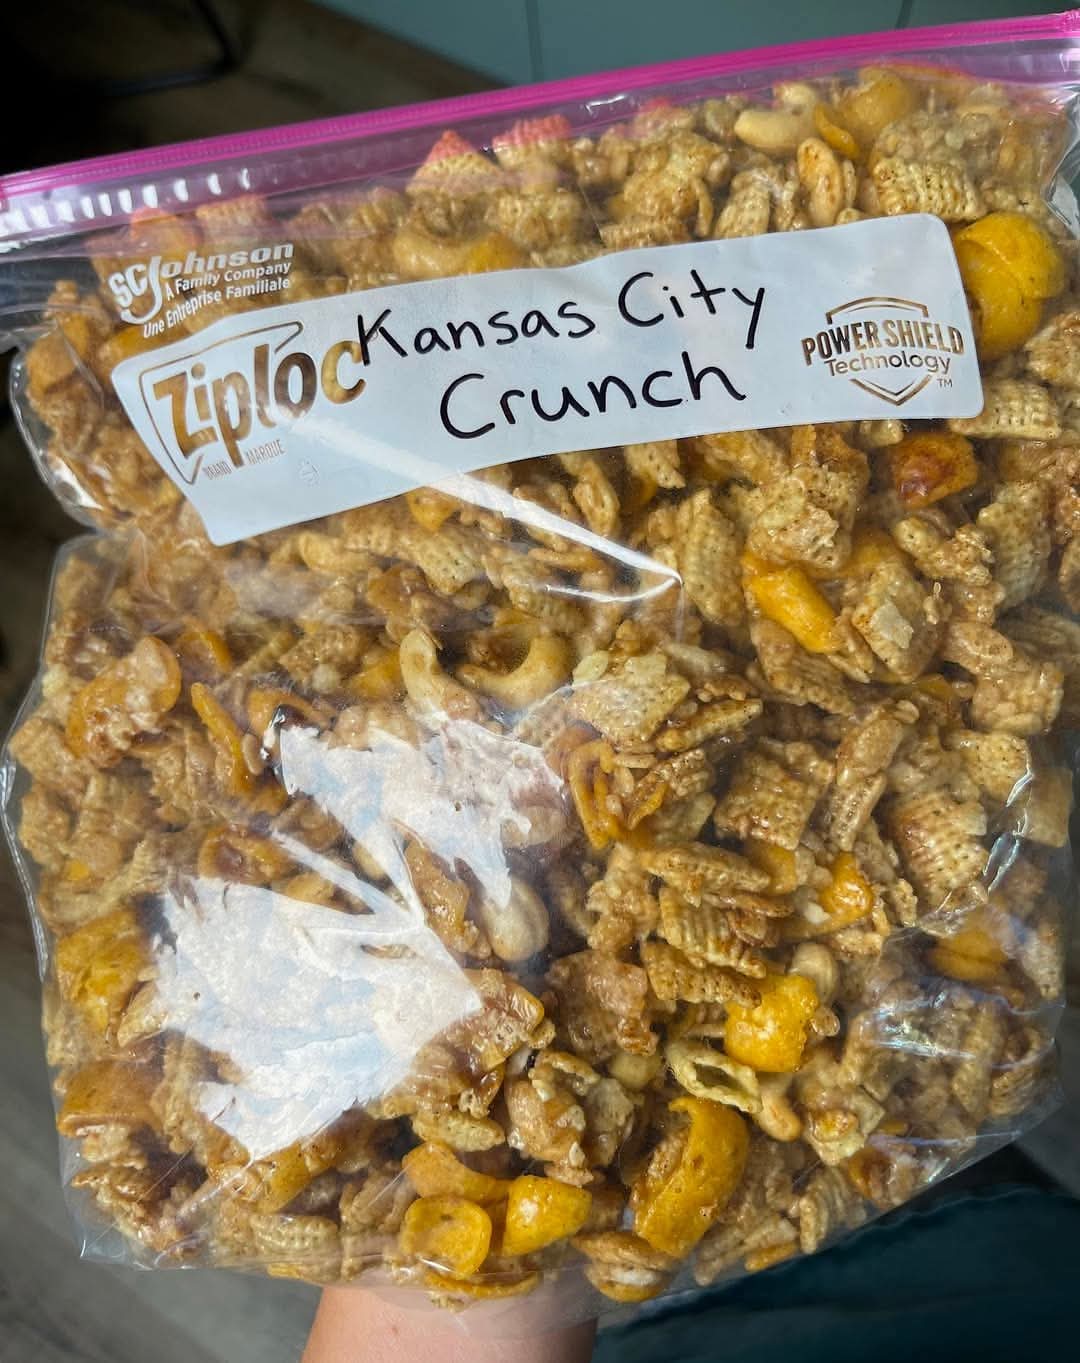 SC Johnson
A Family Company
Une Entreprise Familiale
Ziploc
BRAND MARQUE
Kansas City
Crunch
POWER SHIELD
Technology
TM